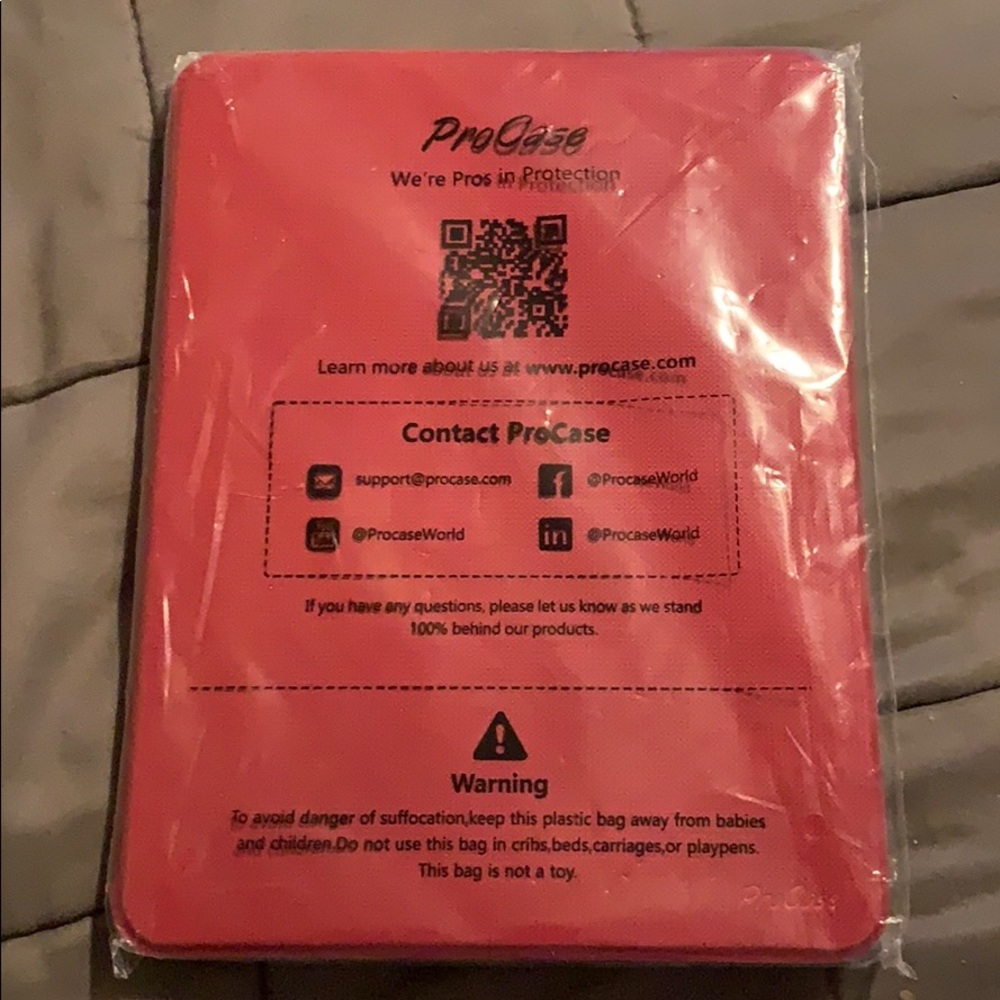 ProCase
We're Pros in Protection
Learn more about us at www.procase.com
Contact ProCase
support@procase.com @ProcaseWorld
@ProcaseWorld in @ProcaseWorld
If you have any questions, please let us know as we stand
100% behind our products.
Warning
To avoid danger of suffocation,keep this plastic bag away from babies
and children.Do not use this bag in cribs,beds,carriages,or playpens.
This bag is not a toy.
ProCase